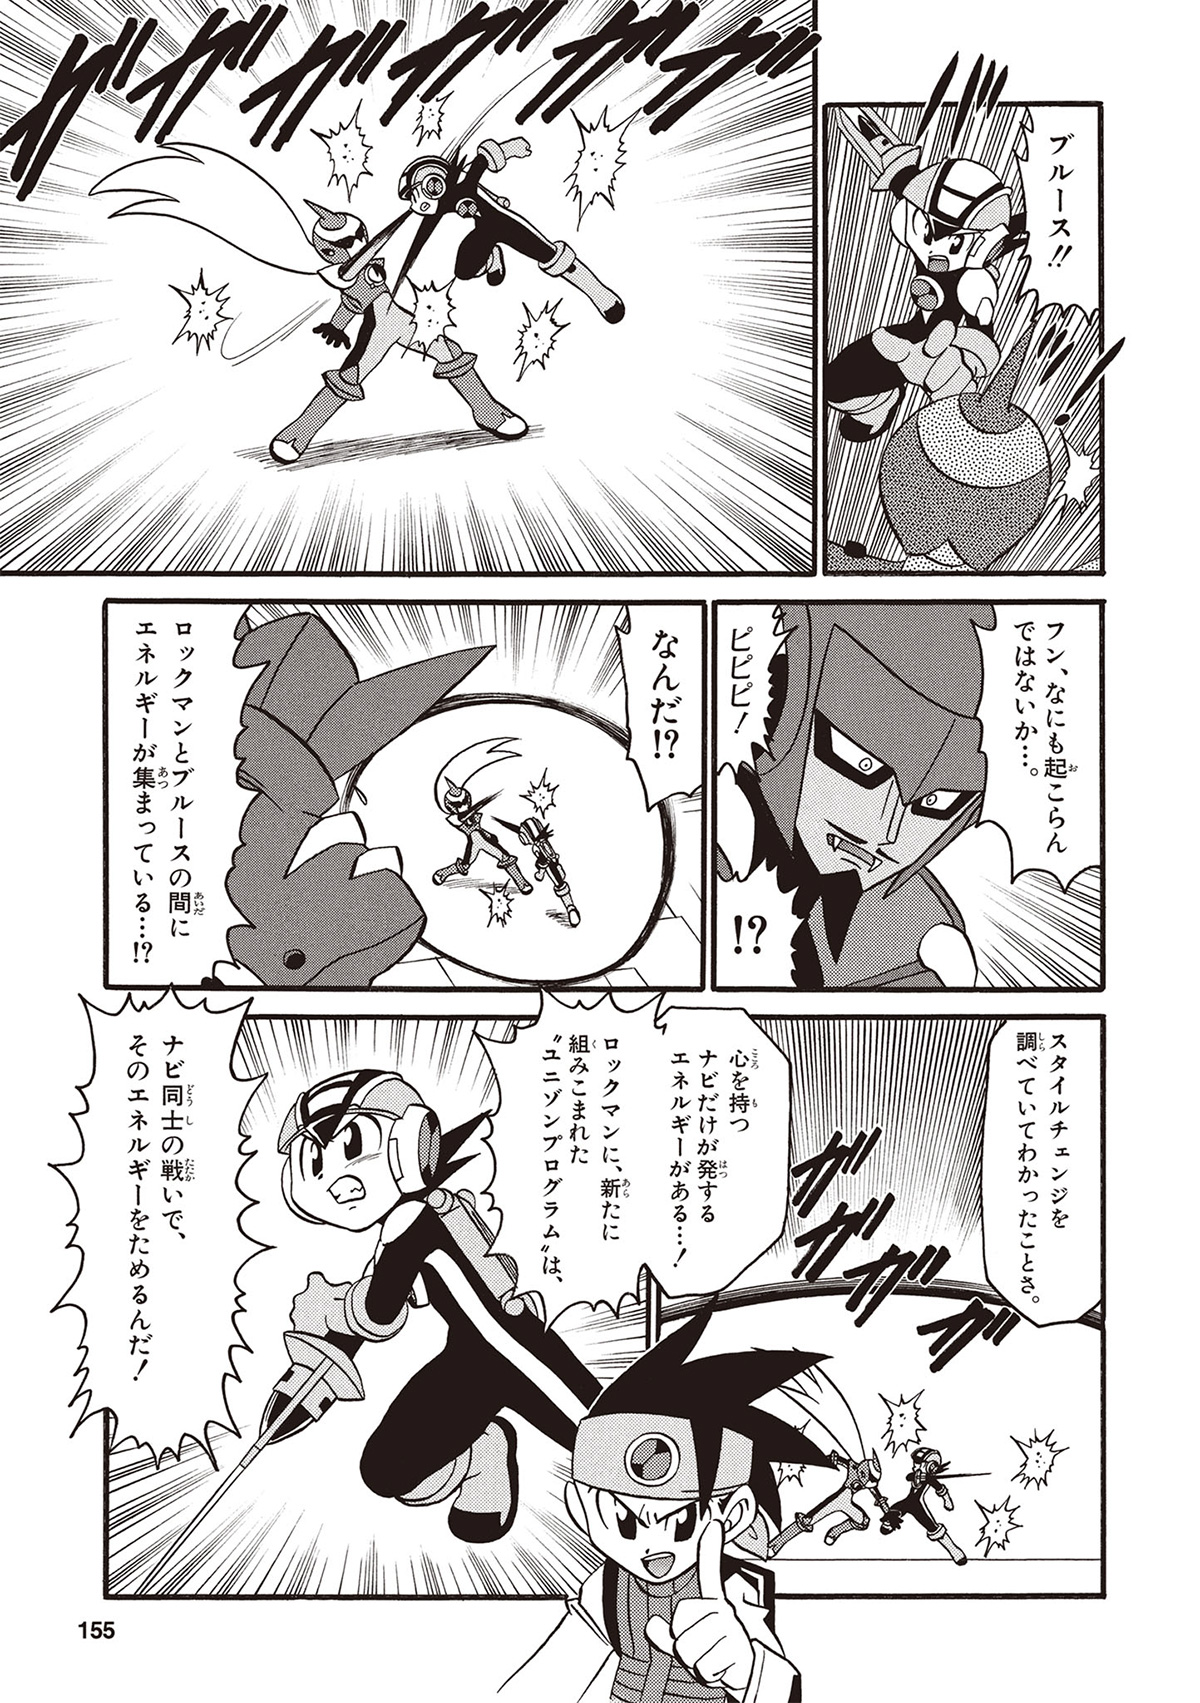 ブルース!!
ガガガガガガ
フン、なにも起こらん
ではないか…。
ピピピ!
!?
なんだ!?
ロックマンとブルースの間に
エネルギーが集まっている…!?
スタイルチェンジを
調べていてわかったことさ。
ガガガ
心を持つ
ナビだけが発する
エネルギーがある…!
ロックマンに、新たに
組みこまれた
〝ユニゾンプログラム〟は、
ナビ同士の戦いで、
そのエネルギーをためるんだ!
155